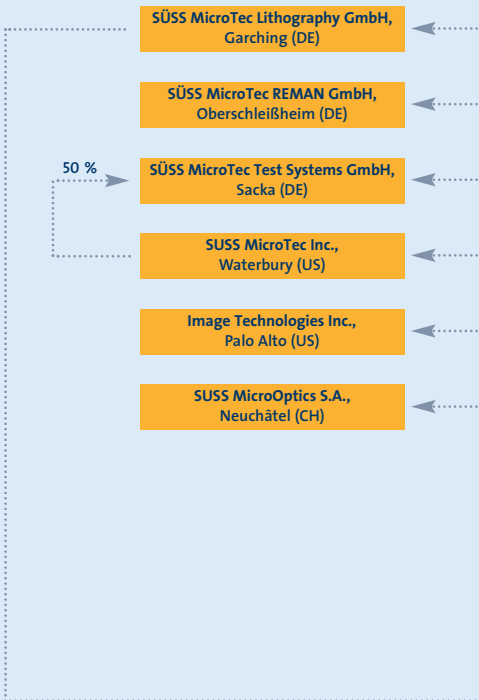 SÜSS MicroTec Lithography GmbH,
Garching (DE)
SÜSS MicroTec REMAN GmbH,
Oberschleißheim (DE)
50 %
SÜSS MicroTec Test Systems GmbH,
Sacka (DE)
SUSS MicroTec Inc.,
Waterbury (US)
Image Technologies Inc.,
Palo Alto (US)
SUSS MicroOptics S.A.,
Neuchâtel (CH)